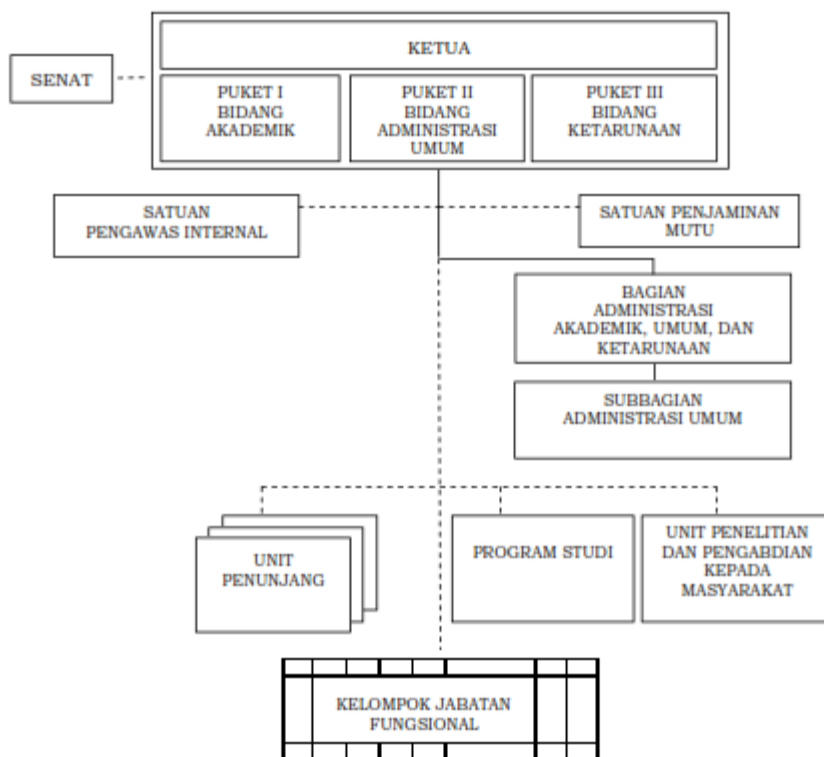 KETUA
SENAT
PUKET I
BIDANG
AKADEMIK
PUKET II
BIDANG
ADMINISTRASI
UMUM
PUKET III
BIDANG
KETARUNAAN
SATUAN
PENGAWAS INTERNAL
SATUAN PENJAMINAN
MUTU
BAGIAN
ADMINISTRASI
AKADEMIK, UMUM, DAN
KETARUNAAN
SUBBAGIAN
ADMINISTRASI UMUM
UNIT
PENUNJANG
PROGRAM STUDI
UNIT PENELITIAN
DAN PENGABDIAN
KEPADA
MASYARAKAT
KELOMPOK JABATAN
FUNGSIONAL